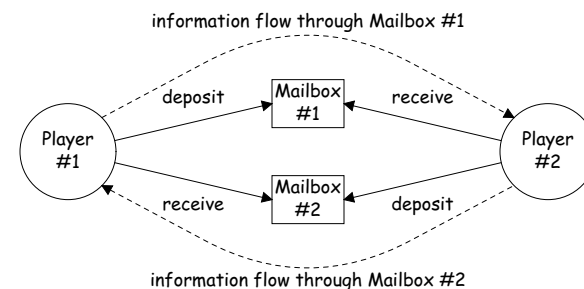 information flow through Mailbox #1
deposit
Mailbox
#1
receive
Player
#1
Player
#2
receive
Mailbox
#2
deposit
information flow through Mailbox #2